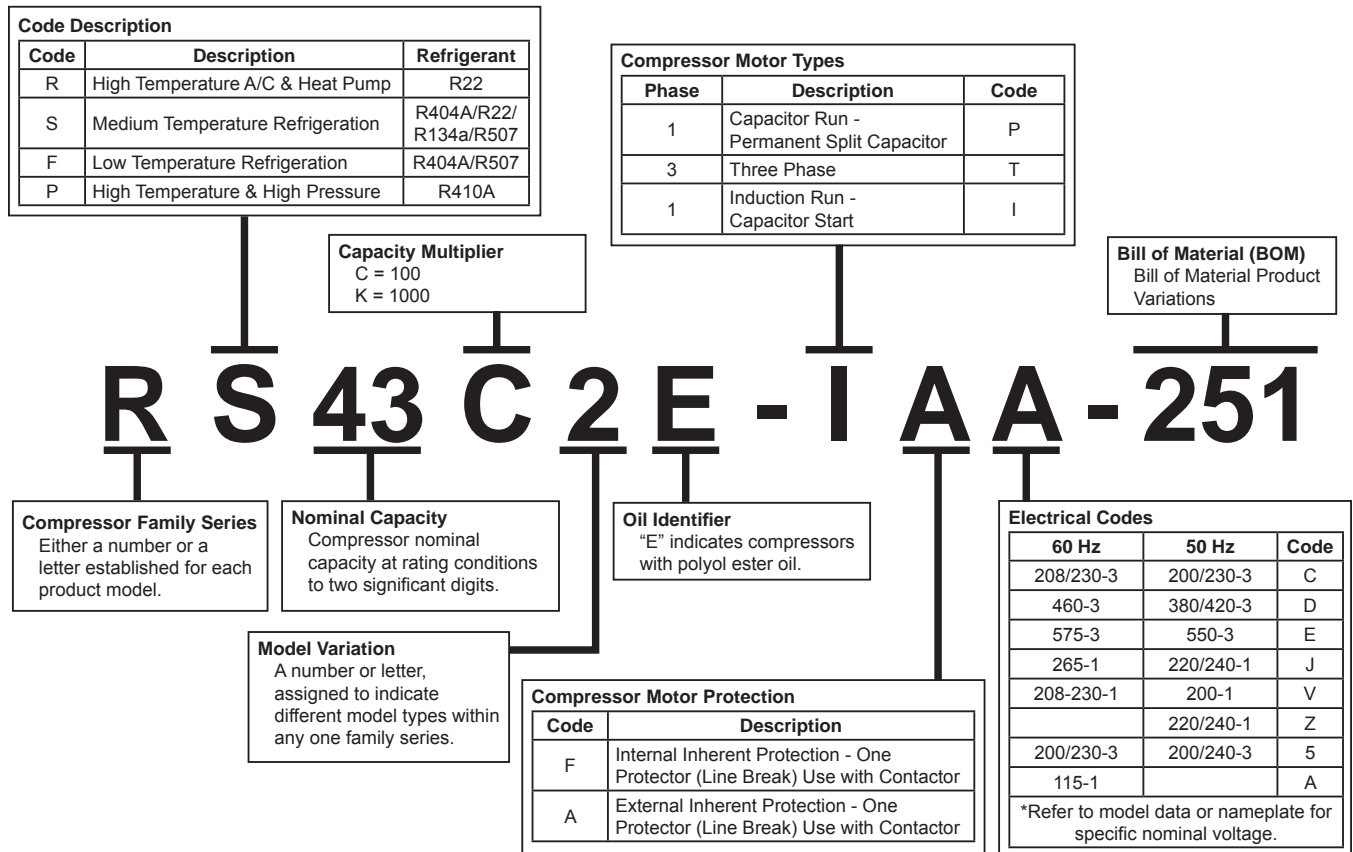 Code Description
Code Description Refrigerant
R High Temperature A/C & Heat Pump R22
S Medium Temperature Refrigeration R404A/R22/
R134a/R507
F Low Temperature Refrigeration R404A/R507
P High Temperature & High Pressure R410A
Compressor Motor Types
Phase Description Code
1 Capacitor Run -
Permanent Split Capacitor P
3 Three Phase T
1 Induction Run -
Capacitor Start I
Capacity Multiplier
C = 100
K = 1000
Bill of Material (BOM)
Bill of Material Product
Variations
R S 43 C 2 E - I A A - 251
Compressor Family Series
Either a number or a
letter established for each
product model.
Nominal Capacity
Compressor nominal
capacity at rating conditions
to two significant digits.
Oil Identifier
“E” indicates compressors
with polyol ester oil.
Model Variation
A number or letter,
assigned to indicate
different model types within
any one family series.
Compressor Motor Protection
Code Description
F Internal Inherent Protection - One
Protector (Line Break) Use with Contactor
A External Inherent Protection - One
Protector (Line Break) Use with Contactor
Electrical Codes
60 Hz 50 Hz Code
208/230-3 200/230-3 C
460-3 380/420-3 D
575-3 550-3 E
265-1 220/240-1 J
208-230-1 200-1 V
220/240-1 Z
200/230-3 200/240-3 5
115-1 A
*Refer to model data or nameplate for
specific nominal voltage.